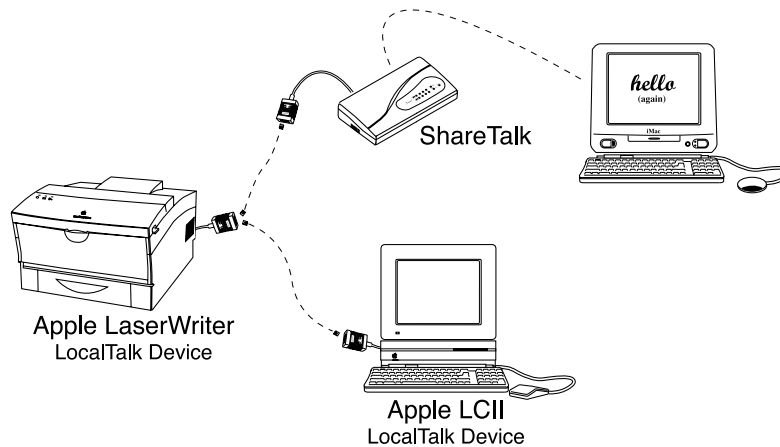 hello
(again)
iMac
ShareTalk
Apple LaserWriter
LocalTalk Device
Apple LCII
LocalTalk Device